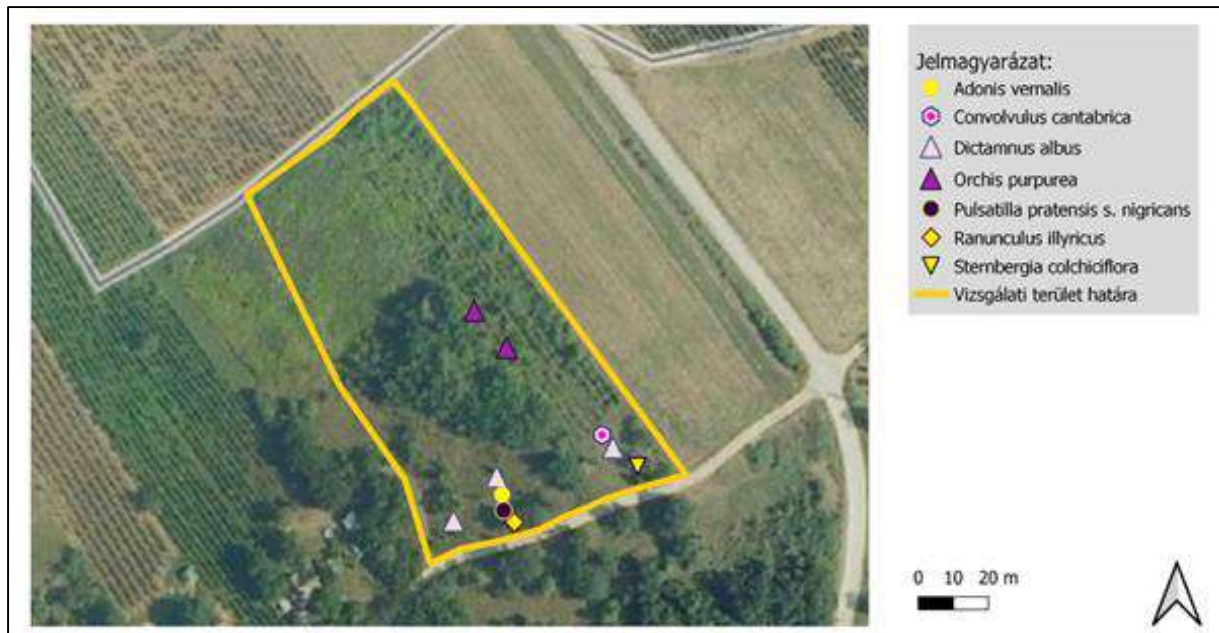 Jelmagyarázat:
Adonis vernalis
Convolvulus cantabrica
Dictamnus albus
Orchis purpurea
Pulsatilla pratensis s. nigricans
Ranunculus illyricus
Sternbergia colchiciflora
Vizsgálati terület határa
0 10 20 m